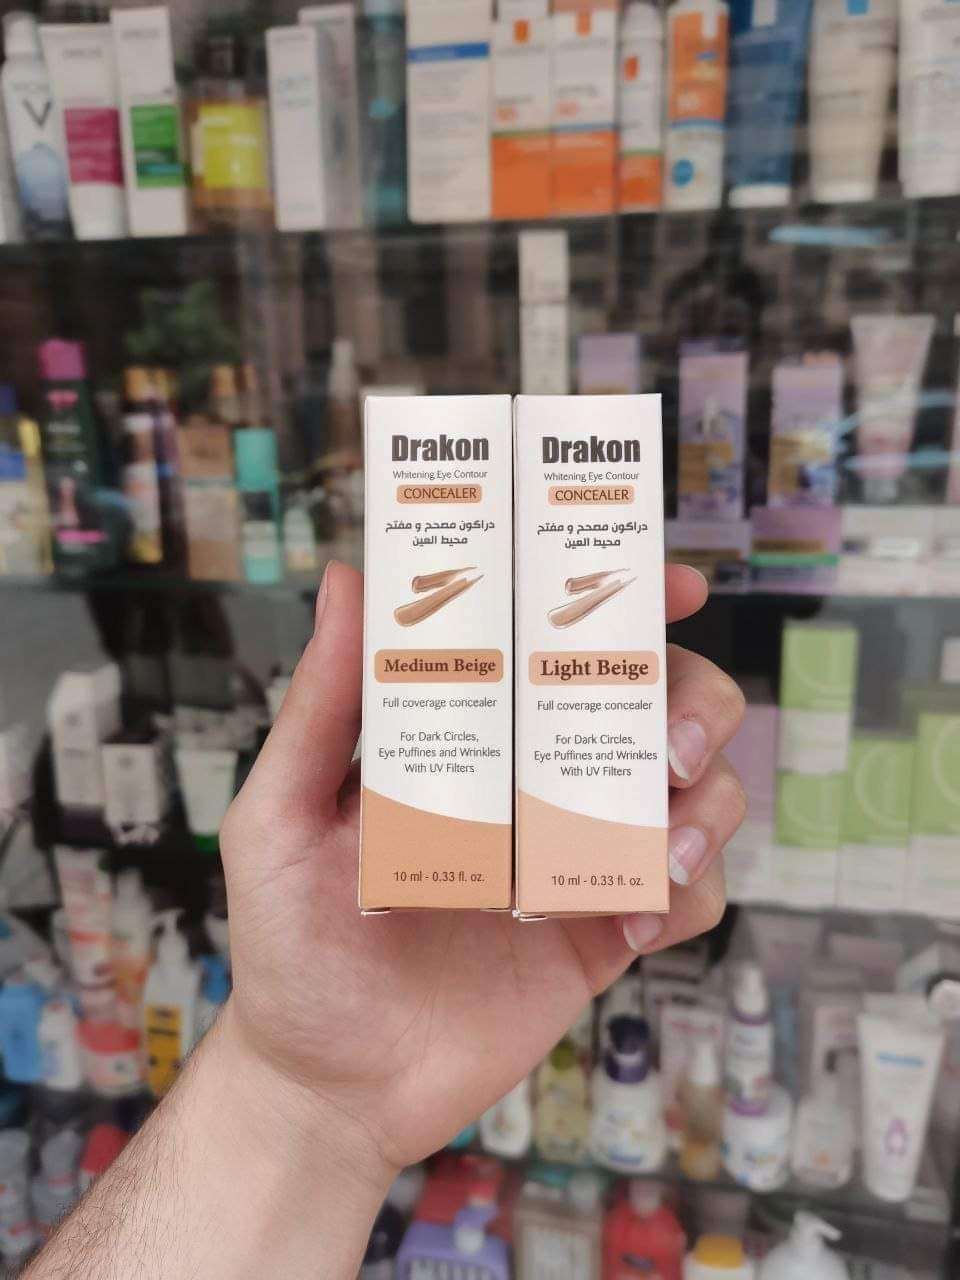 Drakon
Whitening Eye Contour
CONCEALER
دراكون مصحح و مفتح
محيط العين
Medium Beige
Full coverage concealer
For Dark Circles,
Eye Puffines and Wrinkles
With UV Filters
10 ml - 0.33 fl. oz.
Drakon
Whitening Eye Contour
CONCEALER
دراكون مصحح و مفتح
محيط العين
Light Beige
Full coverage concealer
For Dark Circles,
Eye Puffines and Wrinkles
With UV Filters
10 ml - 0.33 fl. oz.